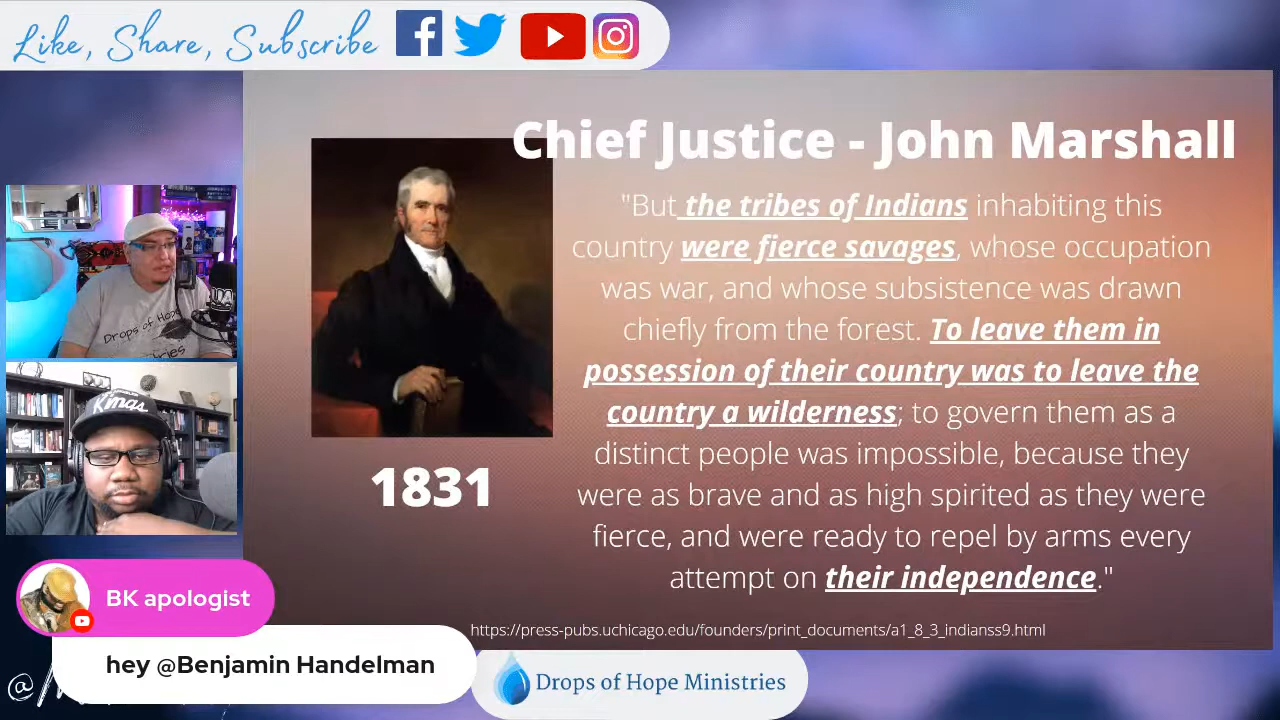 Like, Share, Subscribe
Chief Justice - John Marshall
"But the tribes of Indians inhabiting this
country were fierce savages, whose occupation
was war, and whose subsistence was drawn
chiefly from the forest. To leave them in
possession of their country was to leave the
country a wilderness; to govern them as a
distinct people was impossible, because they
were as brave and as high spirited as they were
fierce, and were ready to repel by arms every
attempt on their independence."
1831
https://press-pubs.uchicago.edu/founders/print_documents/a1_8_3_indianss9.html
Drops of Hope
Kmas
BK apologist
hey @Benjamin Handelman
Drops of Hope Ministries